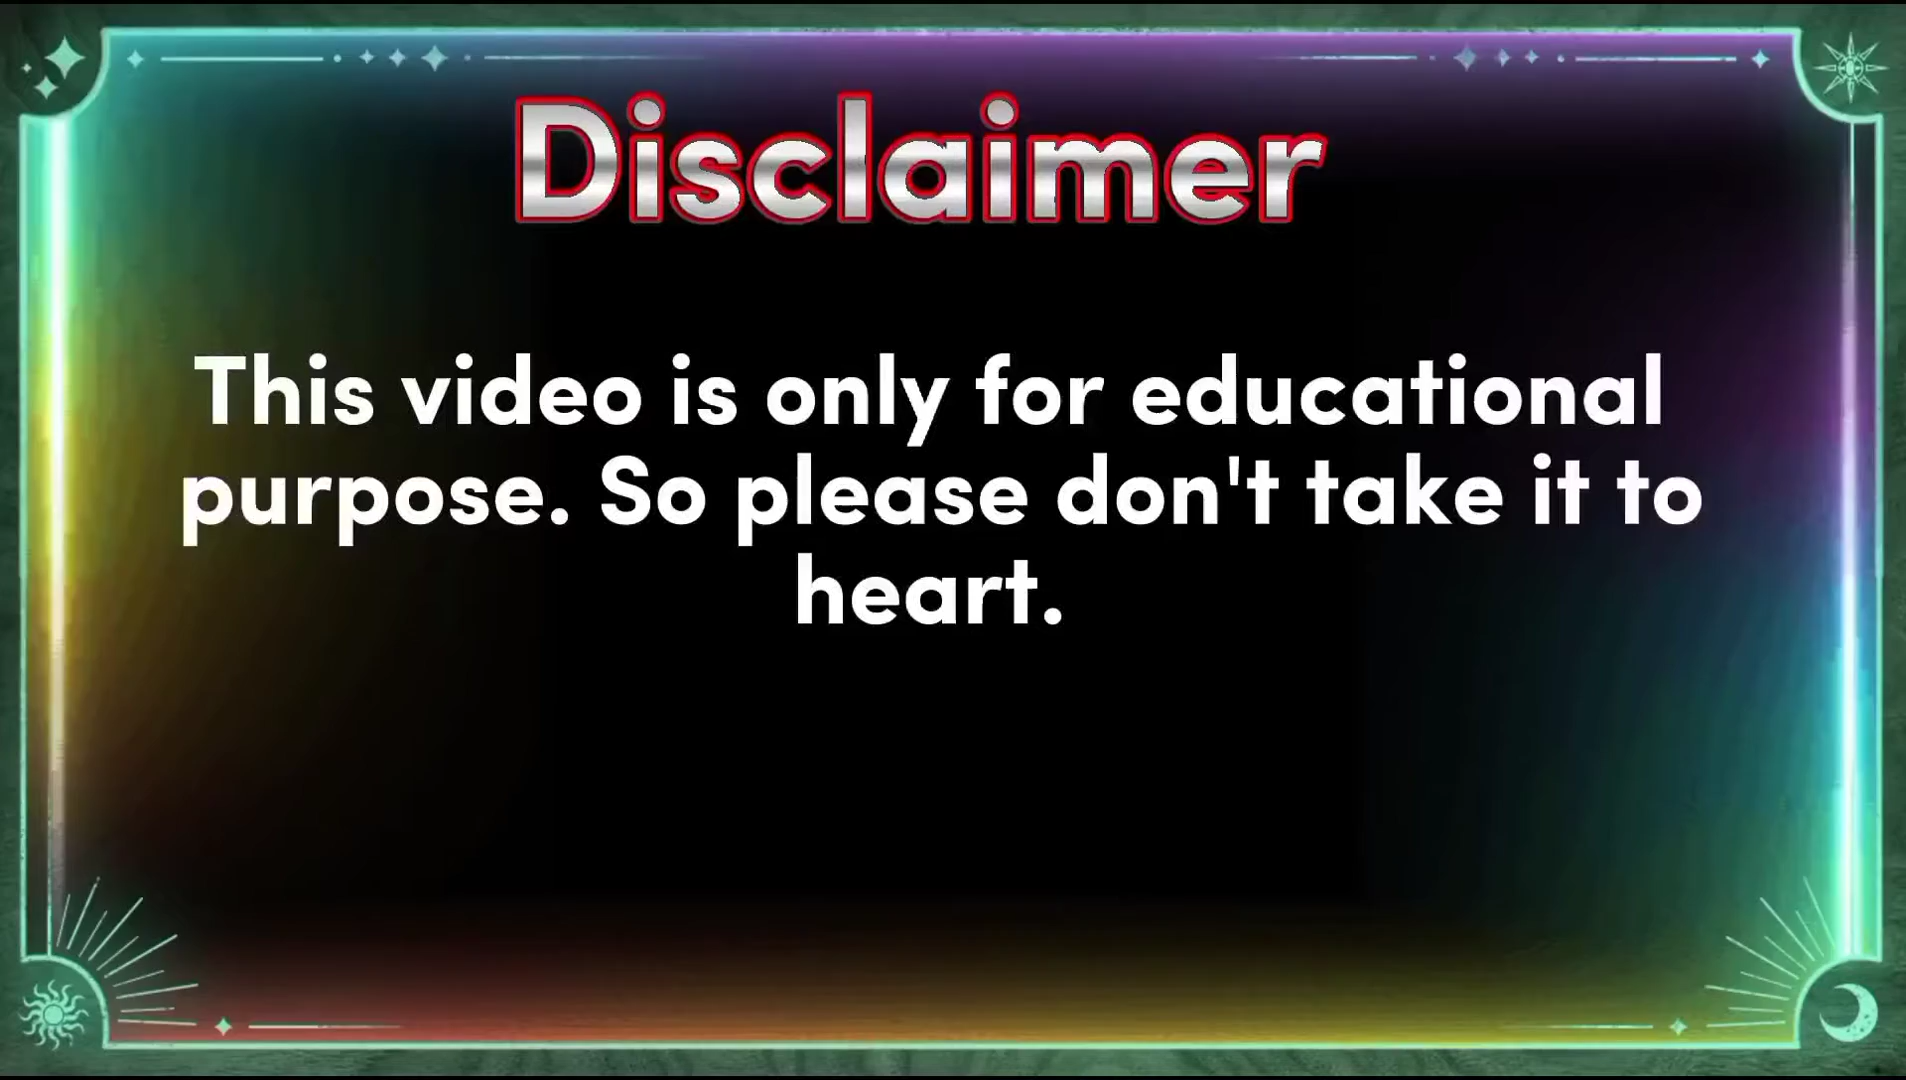 Disclaimer
This video is only for educational
purpose. So please don't take it to
heart.